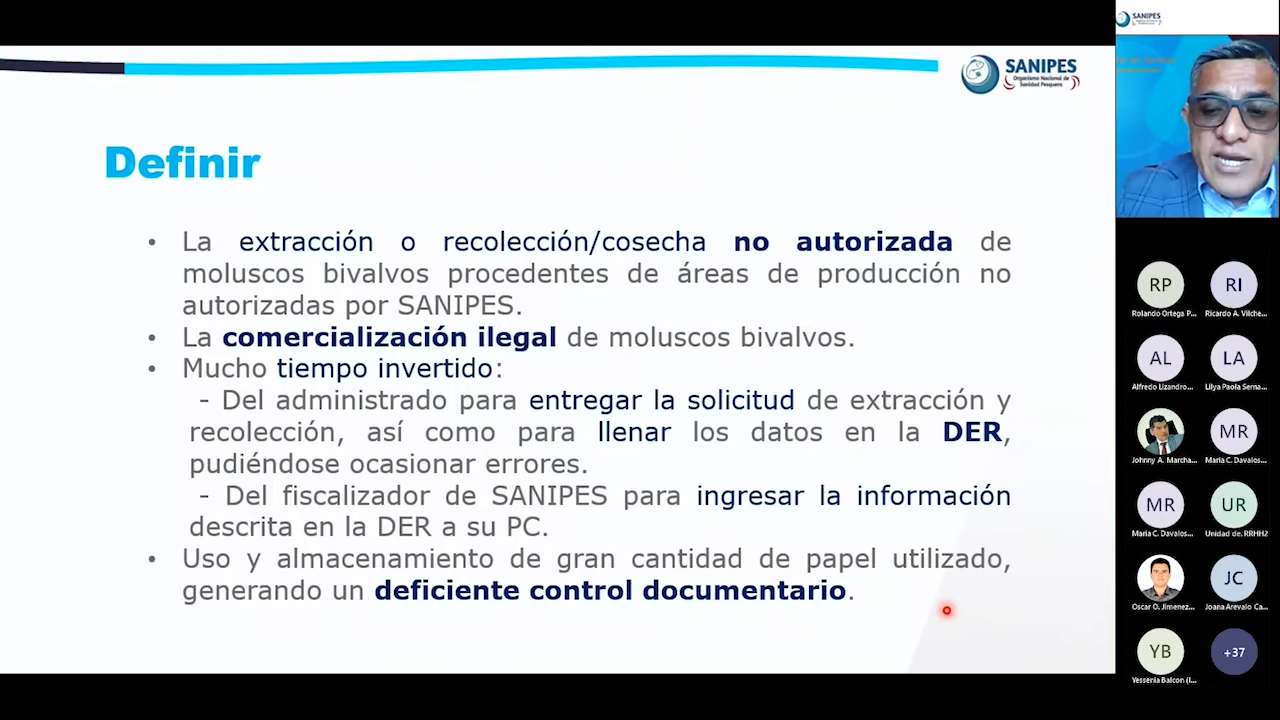 SANIPES
Organismo Nacional de
Sanidad Pesquera
Definir
• La extracción o recolección/cosecha no autorizada de
moluscos bivalvos procedentes de áreas de producción no
autorizadas por SANIPES.
• La comercialización ilegal de moluscos bivalvos.
• Mucho tiempo invertido:
- Del administrado para entregar la solicitud de extracción y
recolección, así como para llenar los datos en la DER,
pudiéndose ocasionar errores.
- Del fiscalizador de SANIPES para ingresar la información
descrita en la DER a su PC.
• Uso y almacenamiento de gran cantidad de papel utilizado,
generando un deficiente control documentario.
SANIPES
RP
RI
Rolando Ortega P...
Ricardo A. Vilche...
AL
LA
Alfredo Lizandro...
Lilya Paola Serna...
MR
Johnny A. Marcha...
Maria C. Davalos...
MR
UR
Maria C. Davalos...
Unidad de. RRHH2
JC
Oscar O. Jimenez...
Joana Arevalo Ca...
YB
+37
Yessenia Balcon (I...